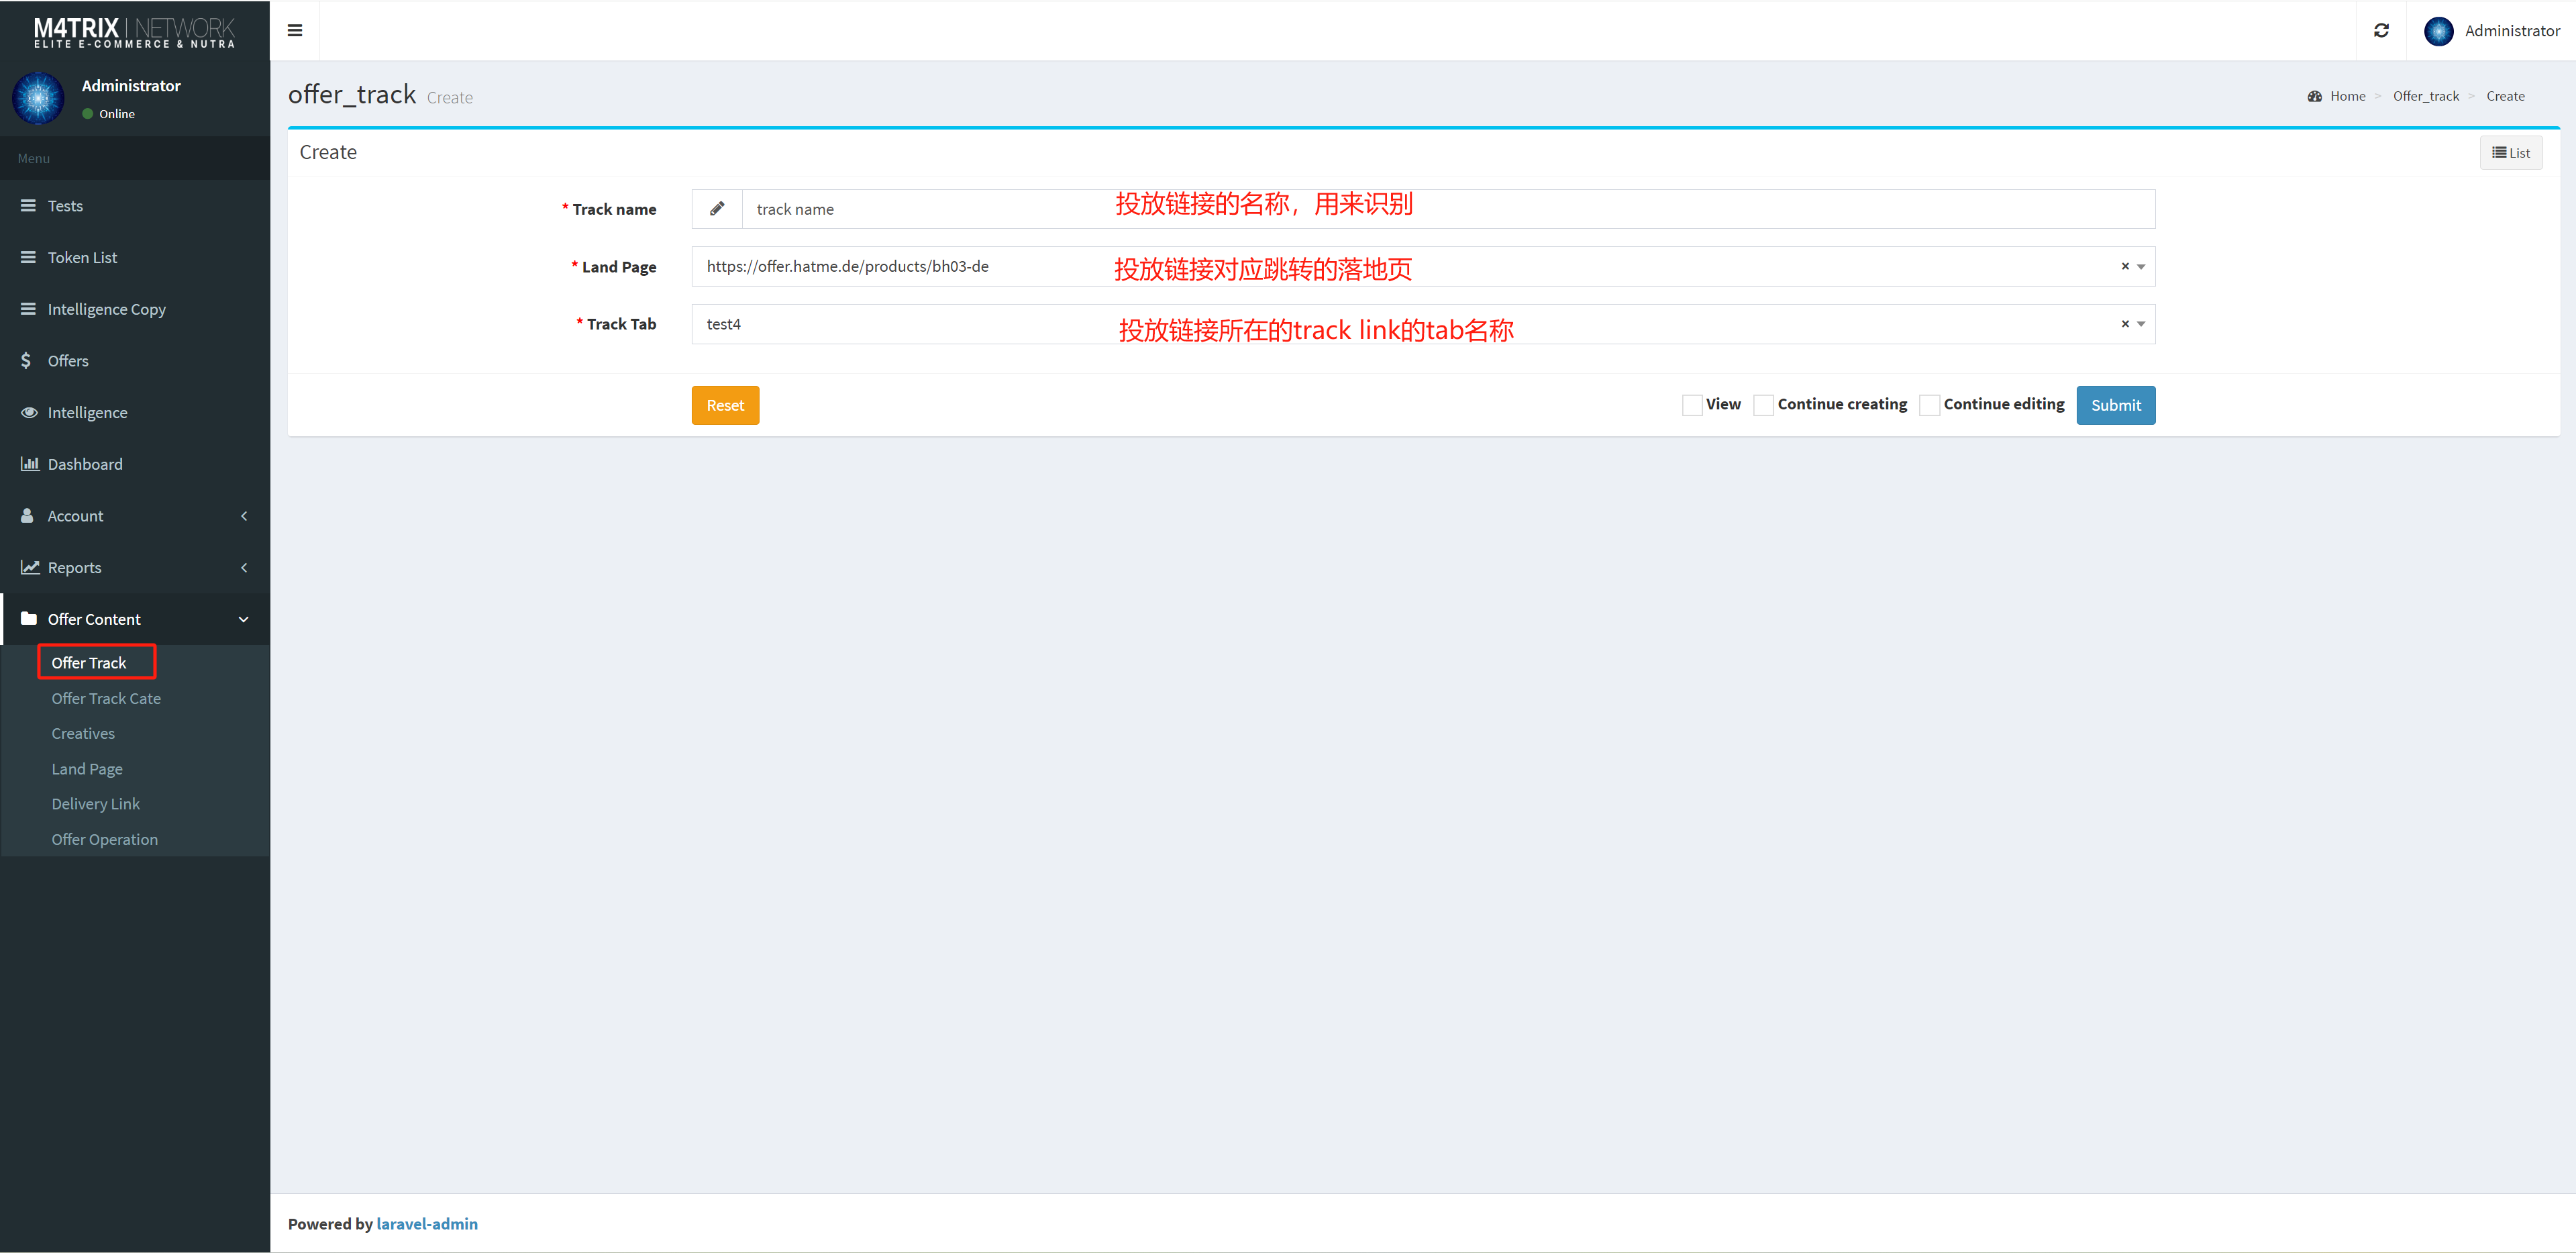 M4TRIX | NETWORK
ELITE E-COMMERCE & NUTRA
Administrator
Administrator
Online
offer_track Create
Home > Offer_track > Create
Menu
Create
List
Tests
* Track name
track name
投放链接的名称，用来识别
Token List
* Land Page
https://offer.hatme.de/products/bh03-de
投放链接对应跳转的落地页
× 
Intelligence Copy
* Track Tab
test4
投放链接所在的track link的tab名称
×
Offers
Reset
View
Continue creating
Continue editing
Submit
Intelligence
Dashboard
Account
Reports
Offer Content
Offer Track
Offer Track Cate
Creatives
Land Page
Delivery Link
Offer Operation
Powered by laravel-admin